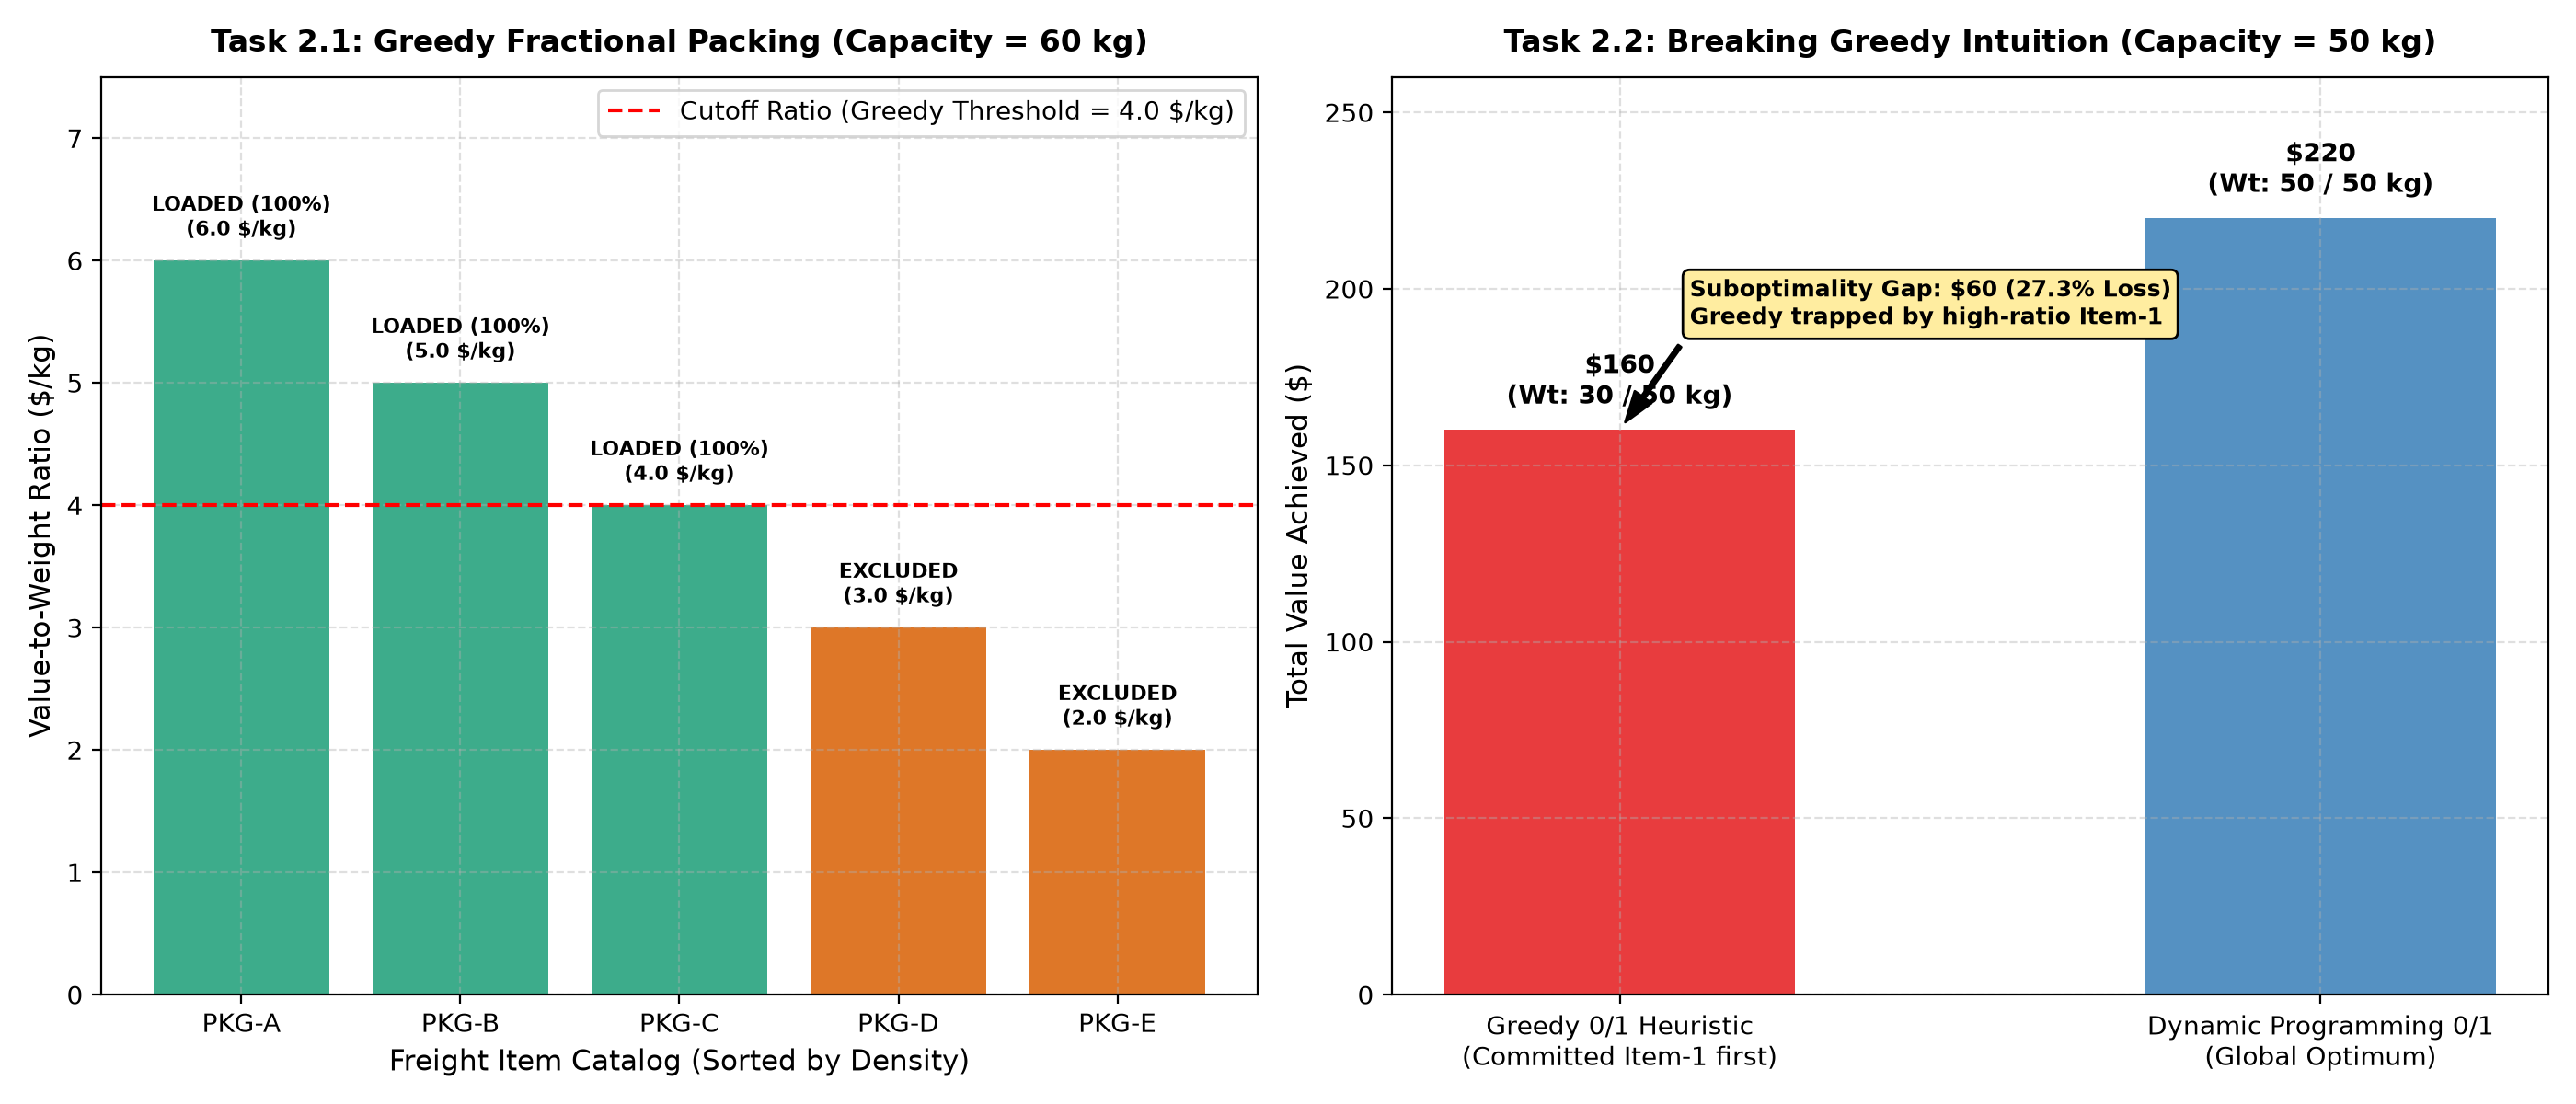 Task 2.1: Greedy Fractional Packing (Capacity = 60 kg)
Cutoff Ratio (Greedy Threshold = 4.0 $/kg)
Value-to-Weight Ratio ($/kg)
7
6
5
4
3
2
1
0
LOADED (100%)
(6.0 $/kg)
LOADED (100%)
(5.0 $/kg)
LOADED (100%)
(4.0 $/kg)
EXCLUDED
(3.0 $/kg)
EXCLUDED
(2.0 $/kg)
PKG-A
PKG-B
PKG-C
PKG-D
PKG-E
Freight Item Catalog (Sorted by Density)
Task 2.2: Breaking Greedy Intuition (Capacity = 50 kg)
Total Value Achieved ($)
250
200
150
100
50
0
$220
(Wt: 50 / 50 kg)
Suboptimality Gap: $60 (27.3% Loss)
Greedy trapped by high-ratio Item-1
$160
(Wt: 30 / 50 kg)
Greedy 0/1 Heuristic
(Committed Item-1 first)
Dynamic Programming 0/1
(Global Optimum)